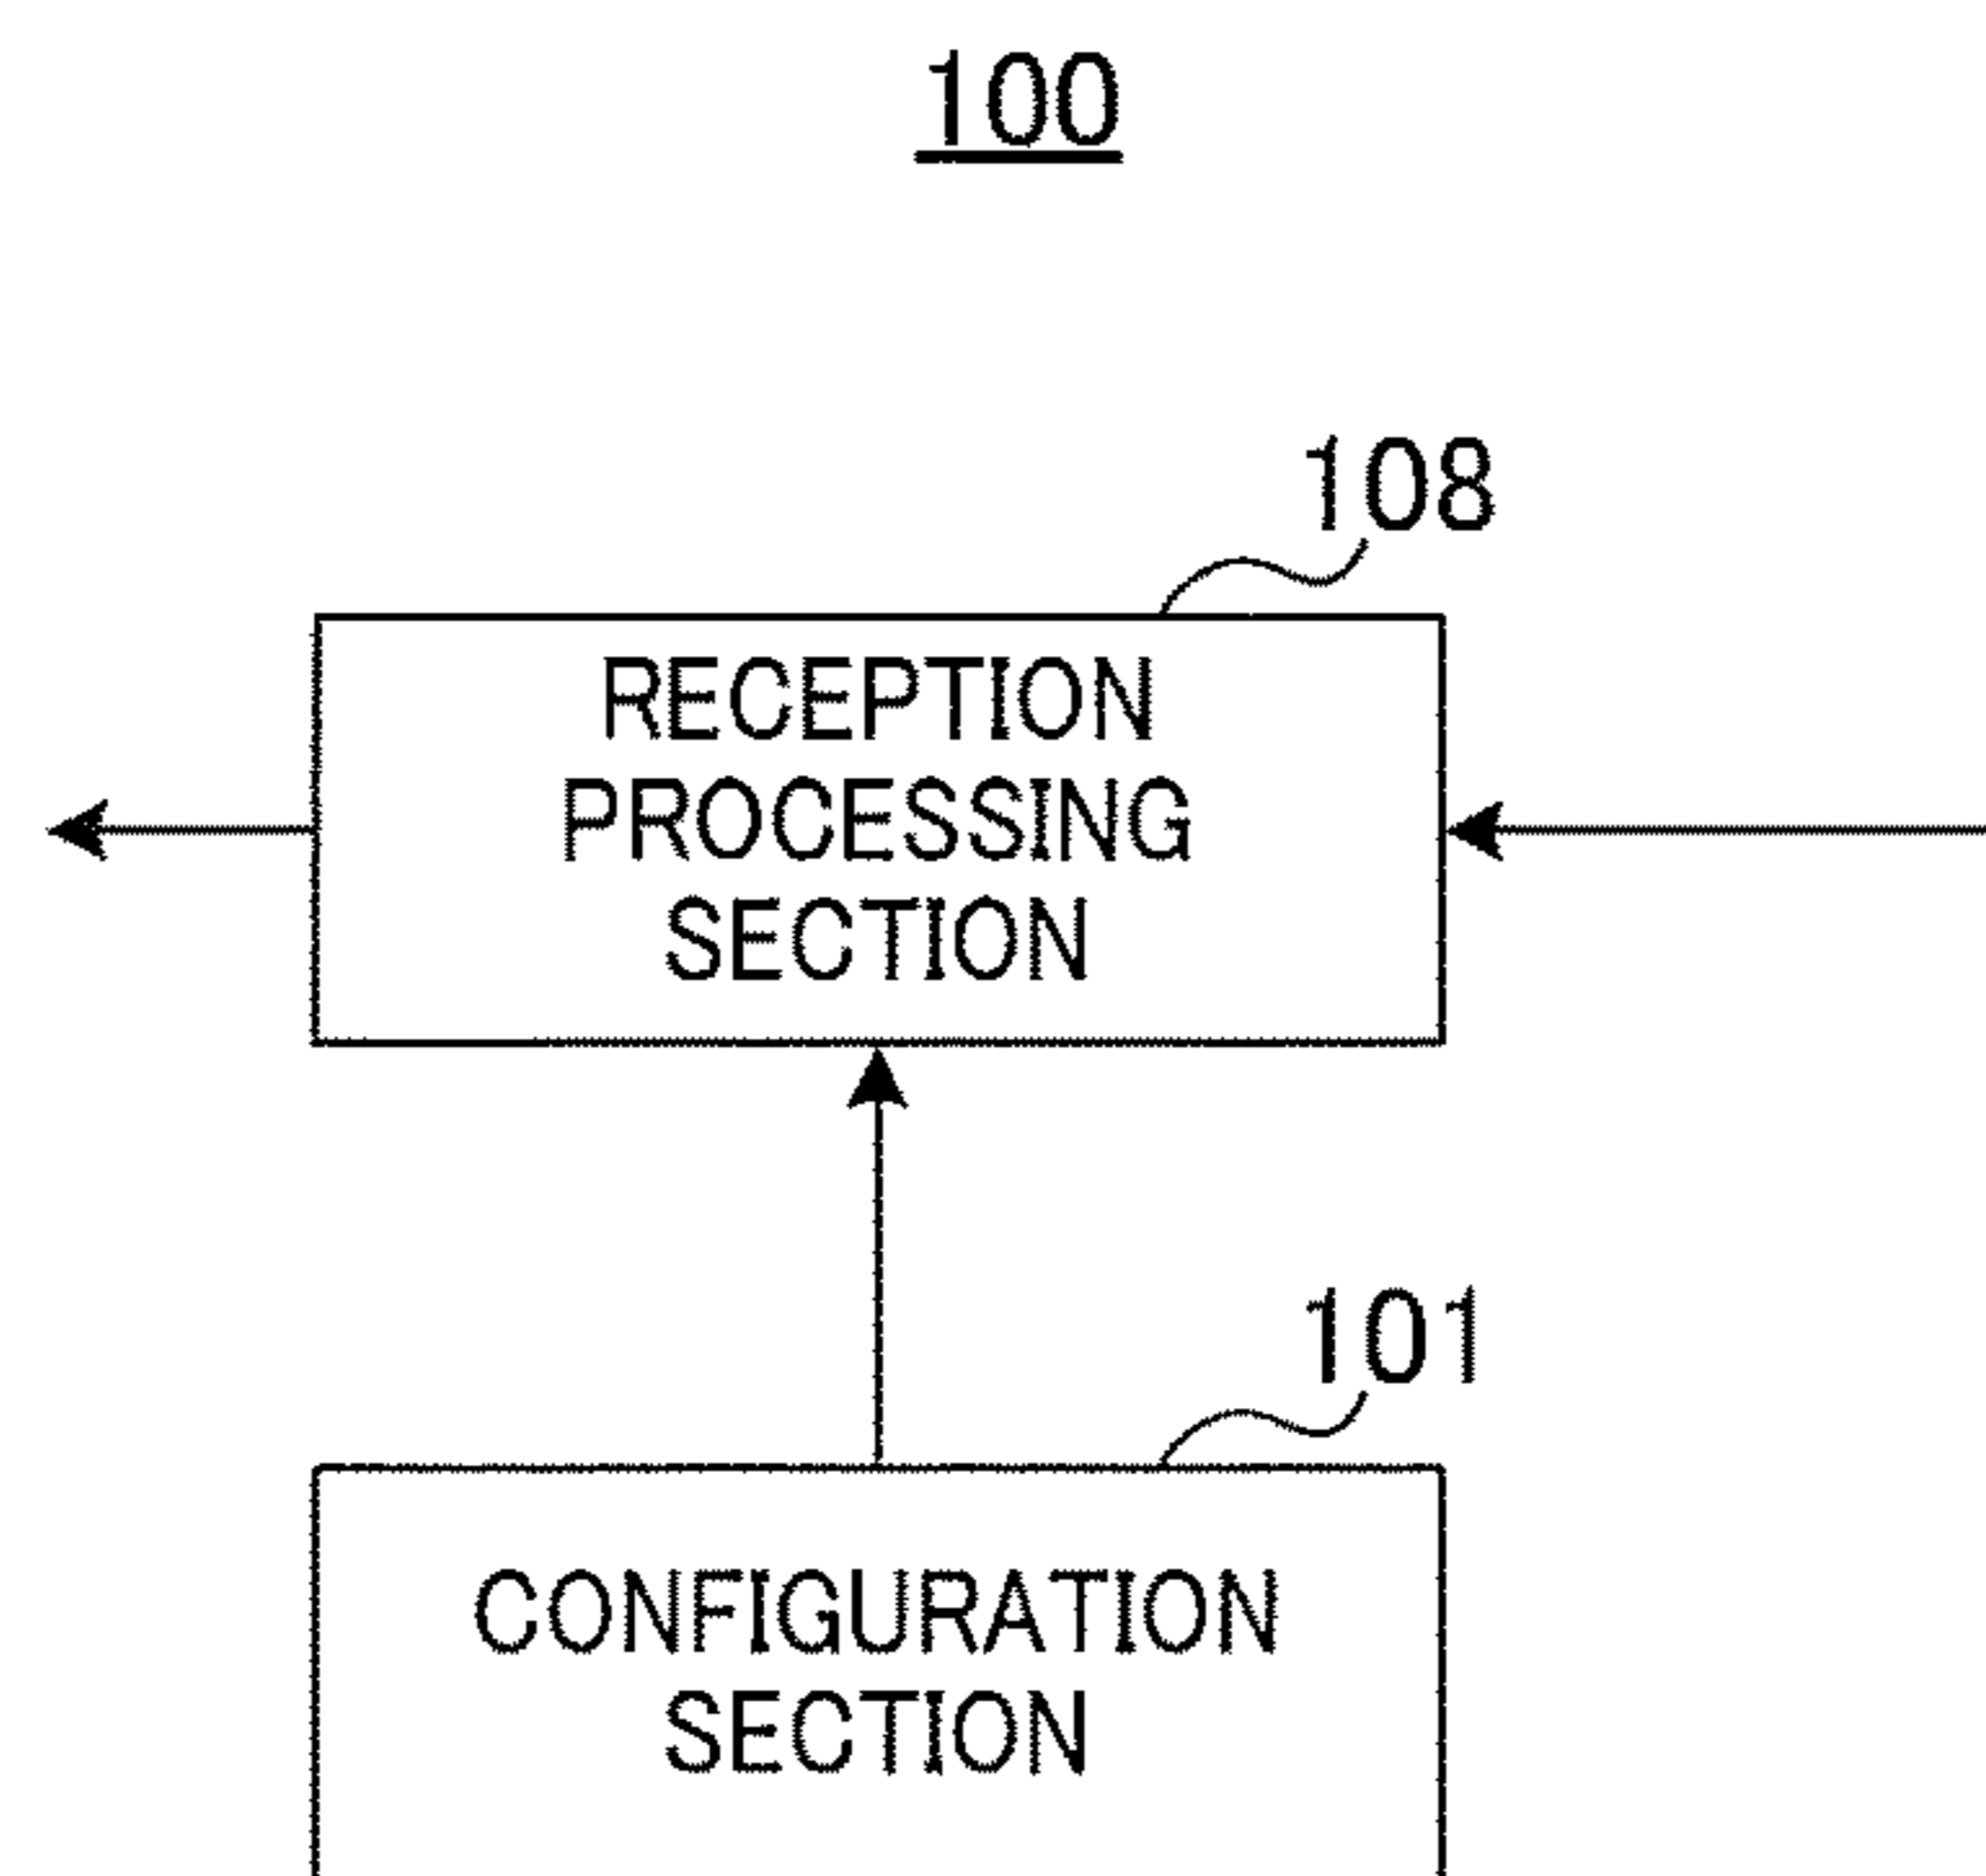 100
108
RECEPTION
PROCESSING
SECTION
101
CONFIGURATION
SECTION